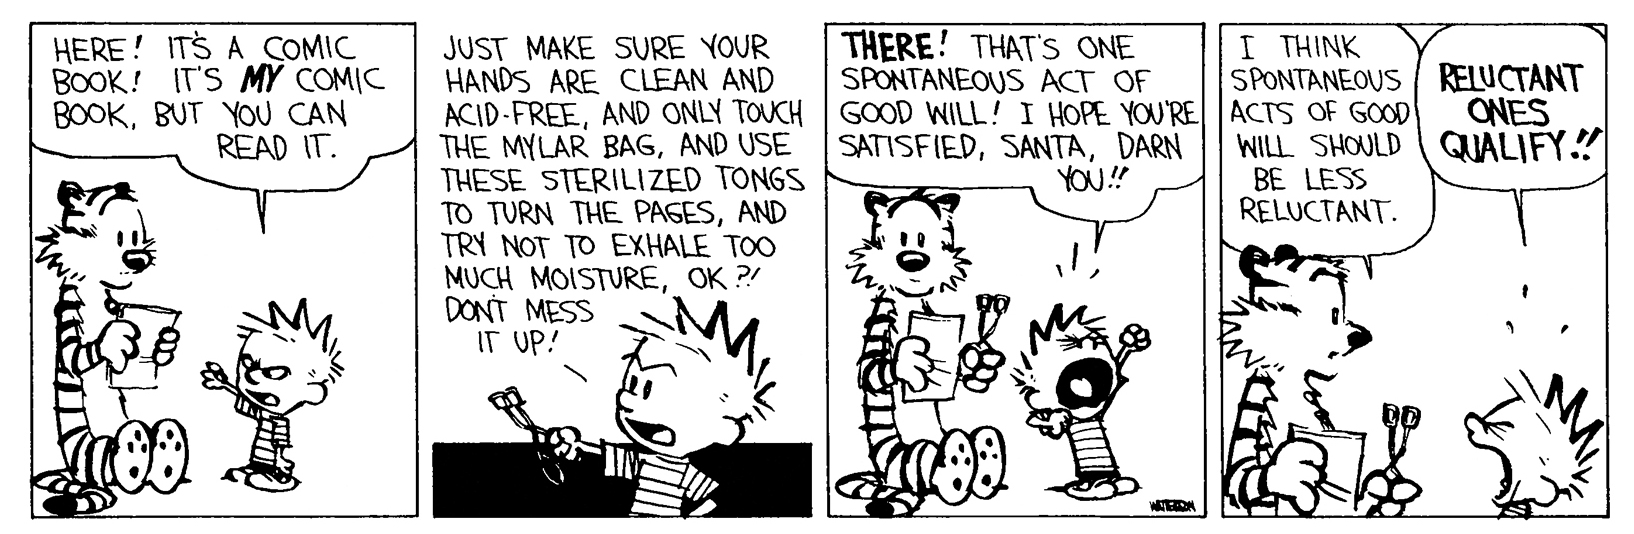 HERE! IT'S A COMIC
BOOK! IT'S MY COMIC
BOOK, BUT YOU CAN
READ IT.
JUST MAKE SURE YOUR
HANDS ARE CLEAN AND
ACID-FREE, AND ONLY TOUCH
THE MYLAR BAG, AND USE
THESE STERILIZED TONGS
TO TURN THE PAGES, AND
TRY NOT TO EXHALE TOO
MUCH MOISTURE, OK?!
DON'T MESS
IT UP!
THERE! THAT'S ONE
SPONTANEOUS ACT OF
GOOD WILL! I HOPE YOU'RE
SATISFIED, SANTA, DARN
YOU!!
WATTERSON
I THINK
SPONTANEOUS
ACTS OF GOOD
WILL SHOULD
BE LESS
RELUCTANT.
RELUCTANT
ONES
QUALIFY!!